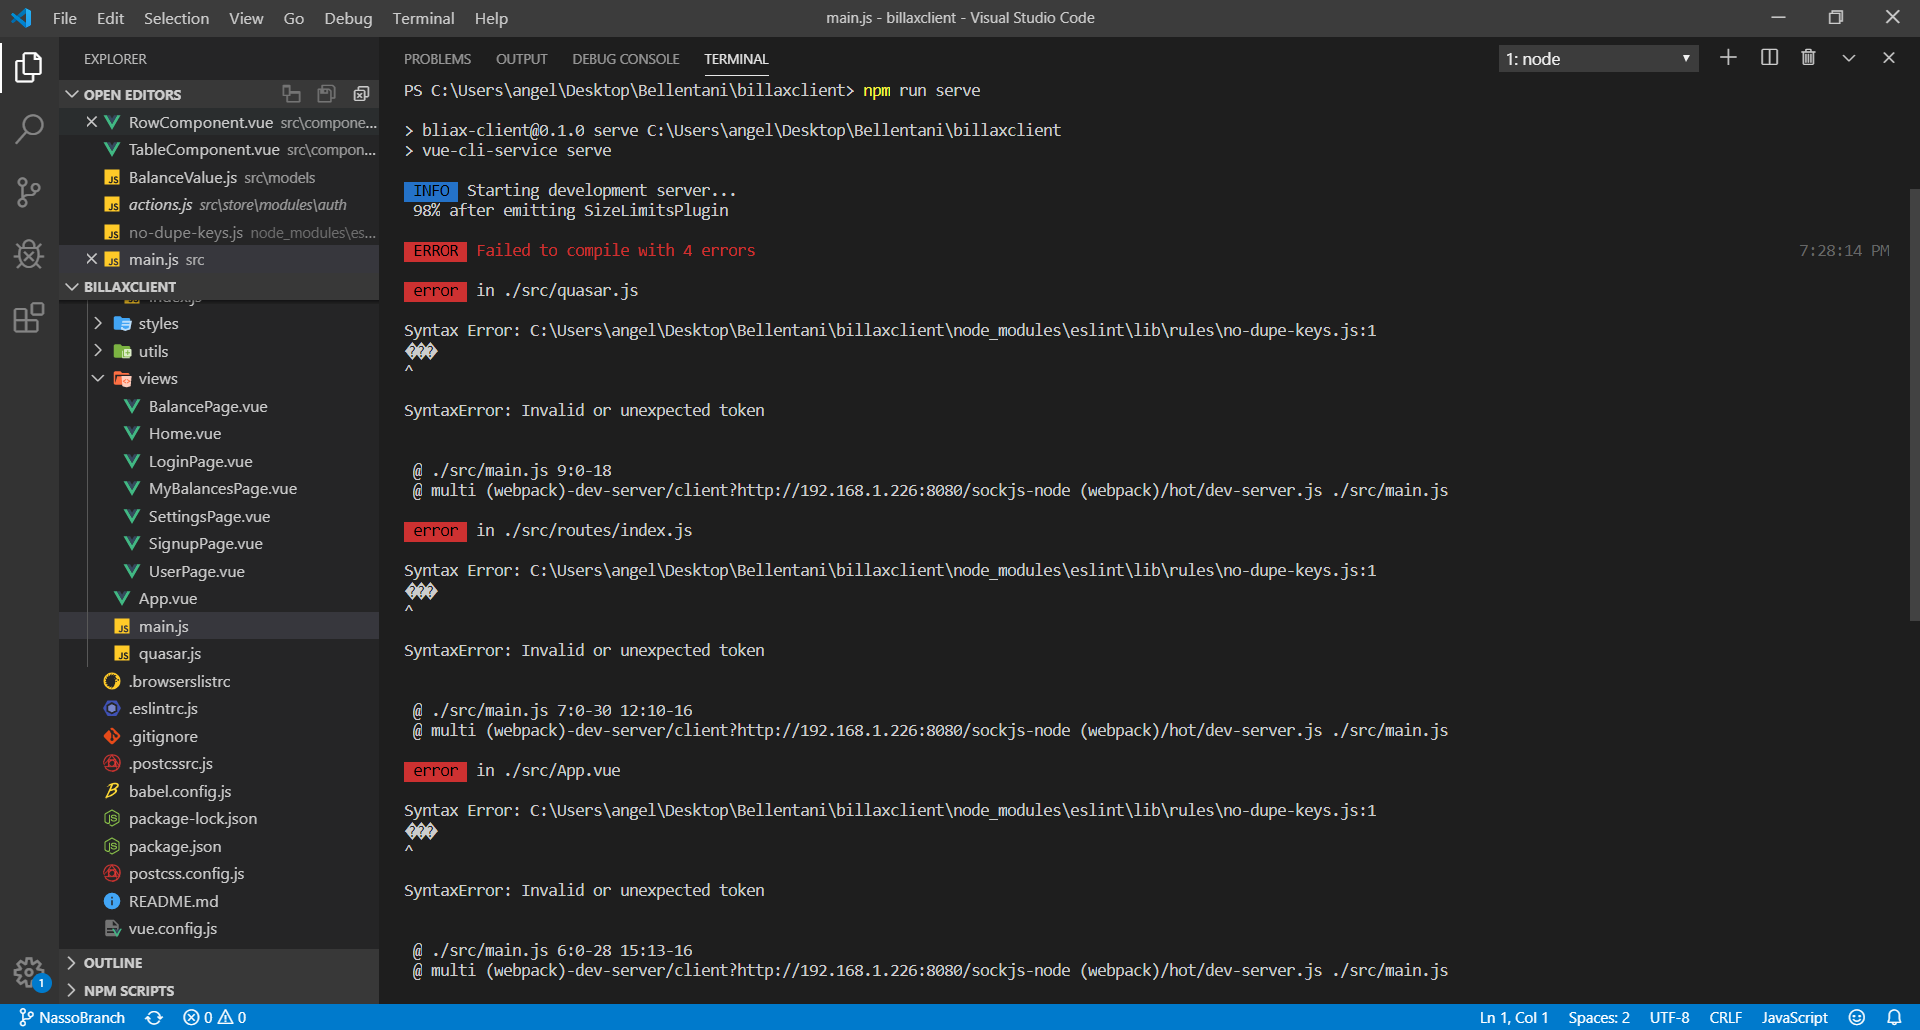 File Edit Selection View Go Debug Terminal Help
main.js - billaxclient - Visual Studio Code
EXPLORER
OPEN EDITORS
RowComponent.vue src\compone...
TableComponent.vue src\compon...
BalanceValue.js src\models
actions.js src\store\modules\auth
no-dupe-keys.js node_modules\es...
main.js src
BILLAXCLIENT
index.js
styles
utils
views
BalancePage.vue
Home.vue
LoginPage.vue
MyBalancesPage.vue
SettingsPage.vue
SignupPage.vue
UserPage.vue
App.vue
main.js
quasar.js
.browserslistrc
.eslintrc.js
.gitignore
.postcssrc.js
babel.config.js
package-lock.json
package.json
postcss.config.js
README.md
vue.config.js
OUTLINE
NPM SCRIPTS
PROBLEMS OUTPUT DEBUG CONSOLE TERMINAL
1: node
PS C:\Users\angel\Desktop\Bellentani\billaxclient> npm run serve
> bliax-client@0.1.0 serve C:\Users\angel\Desktop\Bellentani\billaxclient
> vue-cli-service serve
INFO Starting development server...
98% after emitting SizeLimitsPlugin
ERROR Failed to compile with 4 errors 7:28:14 PM
error in ./src/quasar.js
Syntax Error: C:\Users\angel\Desktop\Bellentani\billaxclient\node_modules\eslint\lib\rules\no-dupe-keys.js:1
���
^
SyntaxError: Invalid or unexpected token
@ ./src/main.js 9:0-18
@ multi (webpack)-dev-server/client?http://192.168.1.226:8080/sockjs-node (webpack)/hot/dev-server.js ./src/main.js
error in ./src/routes/index.js
Syntax Error: C:\Users\angel\Desktop\Bellentani\billaxclient\node_modules\eslint\lib\rules\no-dupe-keys.js:1
���
^
SyntaxError: Invalid or unexpected token
@ ./src/main.js 7:0-30 12:10-16
@ multi (webpack)-dev-server/client?http://192.168.1.226:8080/sockjs-node (webpack)/hot/dev-server.js ./src/main.js
error in ./src/App.vue
Syntax Error: C:\Users\angel\Desktop\Bellentani\billaxclient\node_modules\eslint\lib\rules\no-dupe-keys.js:1
���
^
SyntaxError: Invalid or unexpected token
@ ./src/main.js 6:0-28 15:13-16
@ multi (webpack)-dev-server/client?http://192.168.1.226:8080/sockjs-node (webpack)/hot/dev-server.js ./src/main.js
1
NassoBranch 0 0 Ln 1, Col 1 Spaces: 2 UTF-8 CRLF JavaScript